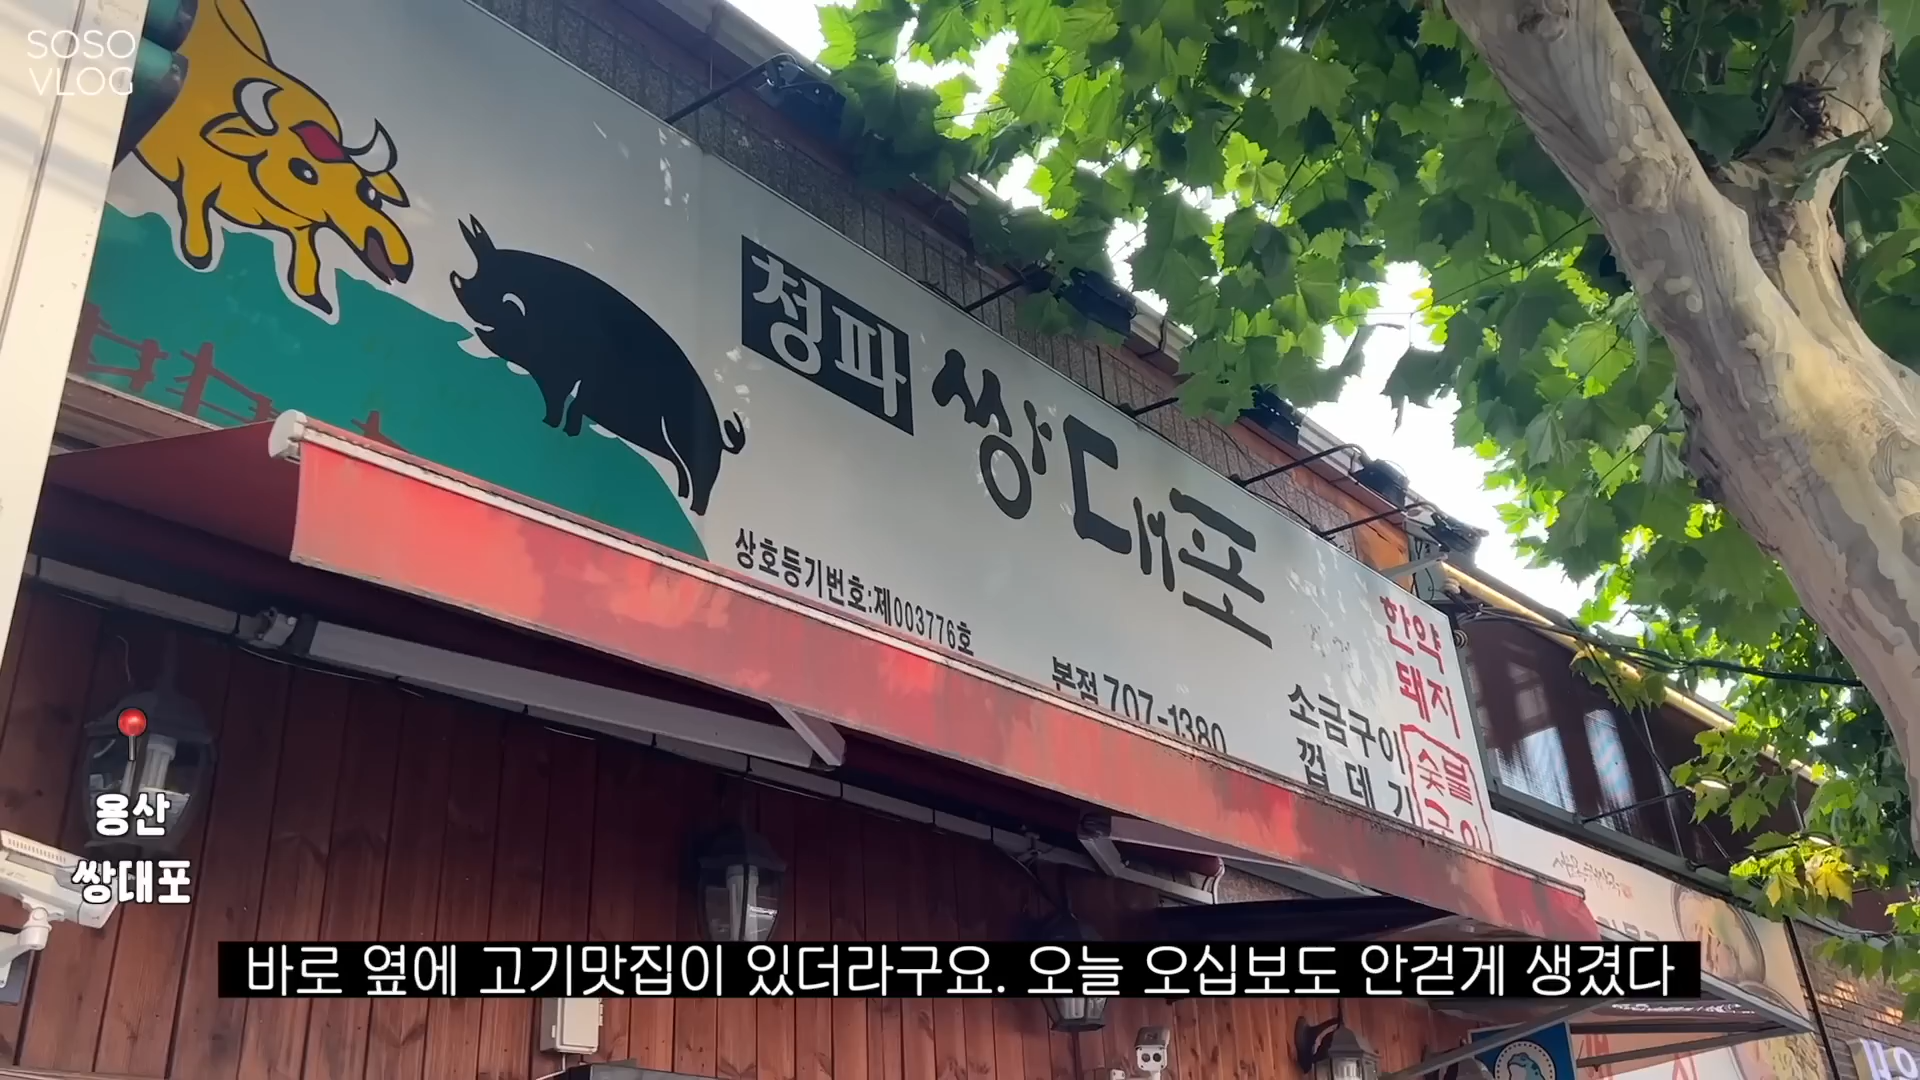 SOSO
VLOG
청파 쌍대포
상호등기번호:제003776호
본점 707-1380
소금구이
껍데기
한약
돼지
숯불
구이
용산
쌍대포
바로 옆에 고기맛집이 있더라구요. 오늘 오십보도 안걷게 생겼다